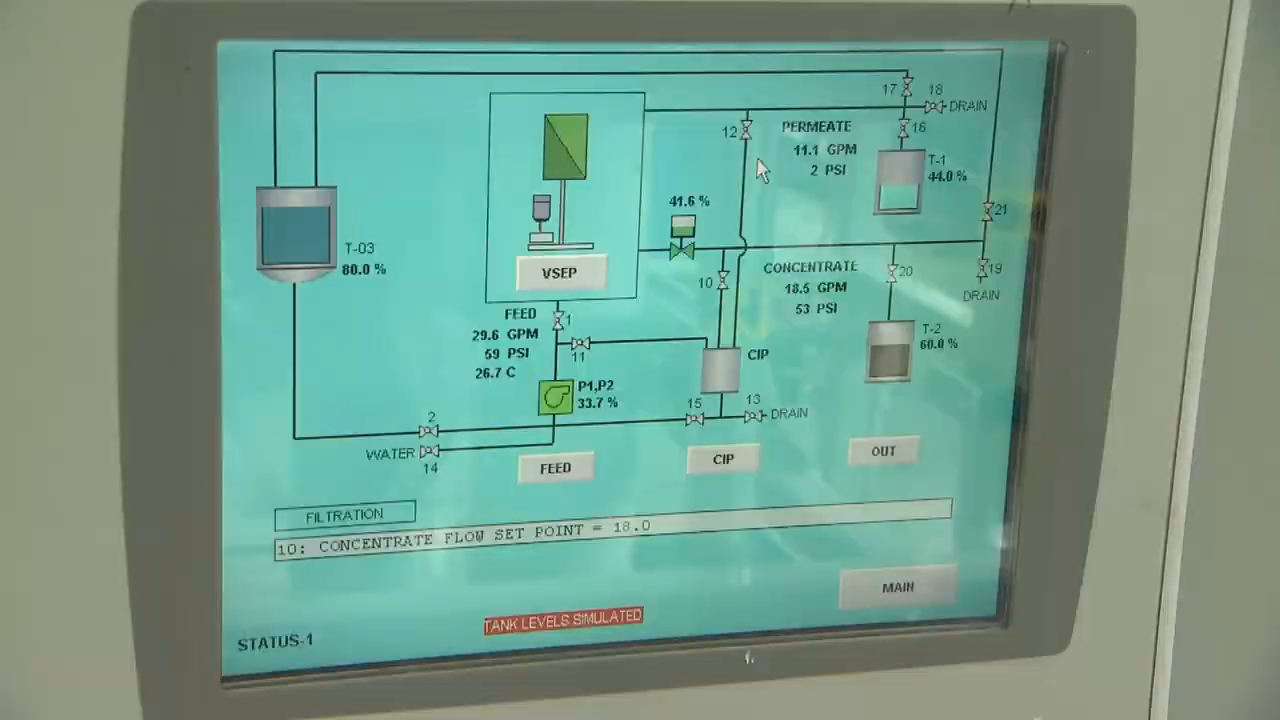 17
18
DRAIN
12
PERMEATE
16
11.1 GPM
2 PSI
T-1
44.0 %
41.6 %
21
T-03
80.0 %
VSEP
10
CONCENTRATE
18.5 GPM
53 PSI
20
19
DRAIN
FEED
1
29.6 GPM
59 PSI
26.7 C
11
T-2
60.0 %
CIP
P1,P2
33.7 %
15
13
DRAIN
2
WATER
14
FEED
CIP
OUT
FILTRATION
10: CONCENTRATE FLOW SET POINT = 18.0
MAIN
TANK LEVELS SIMULATED
STATUS-1